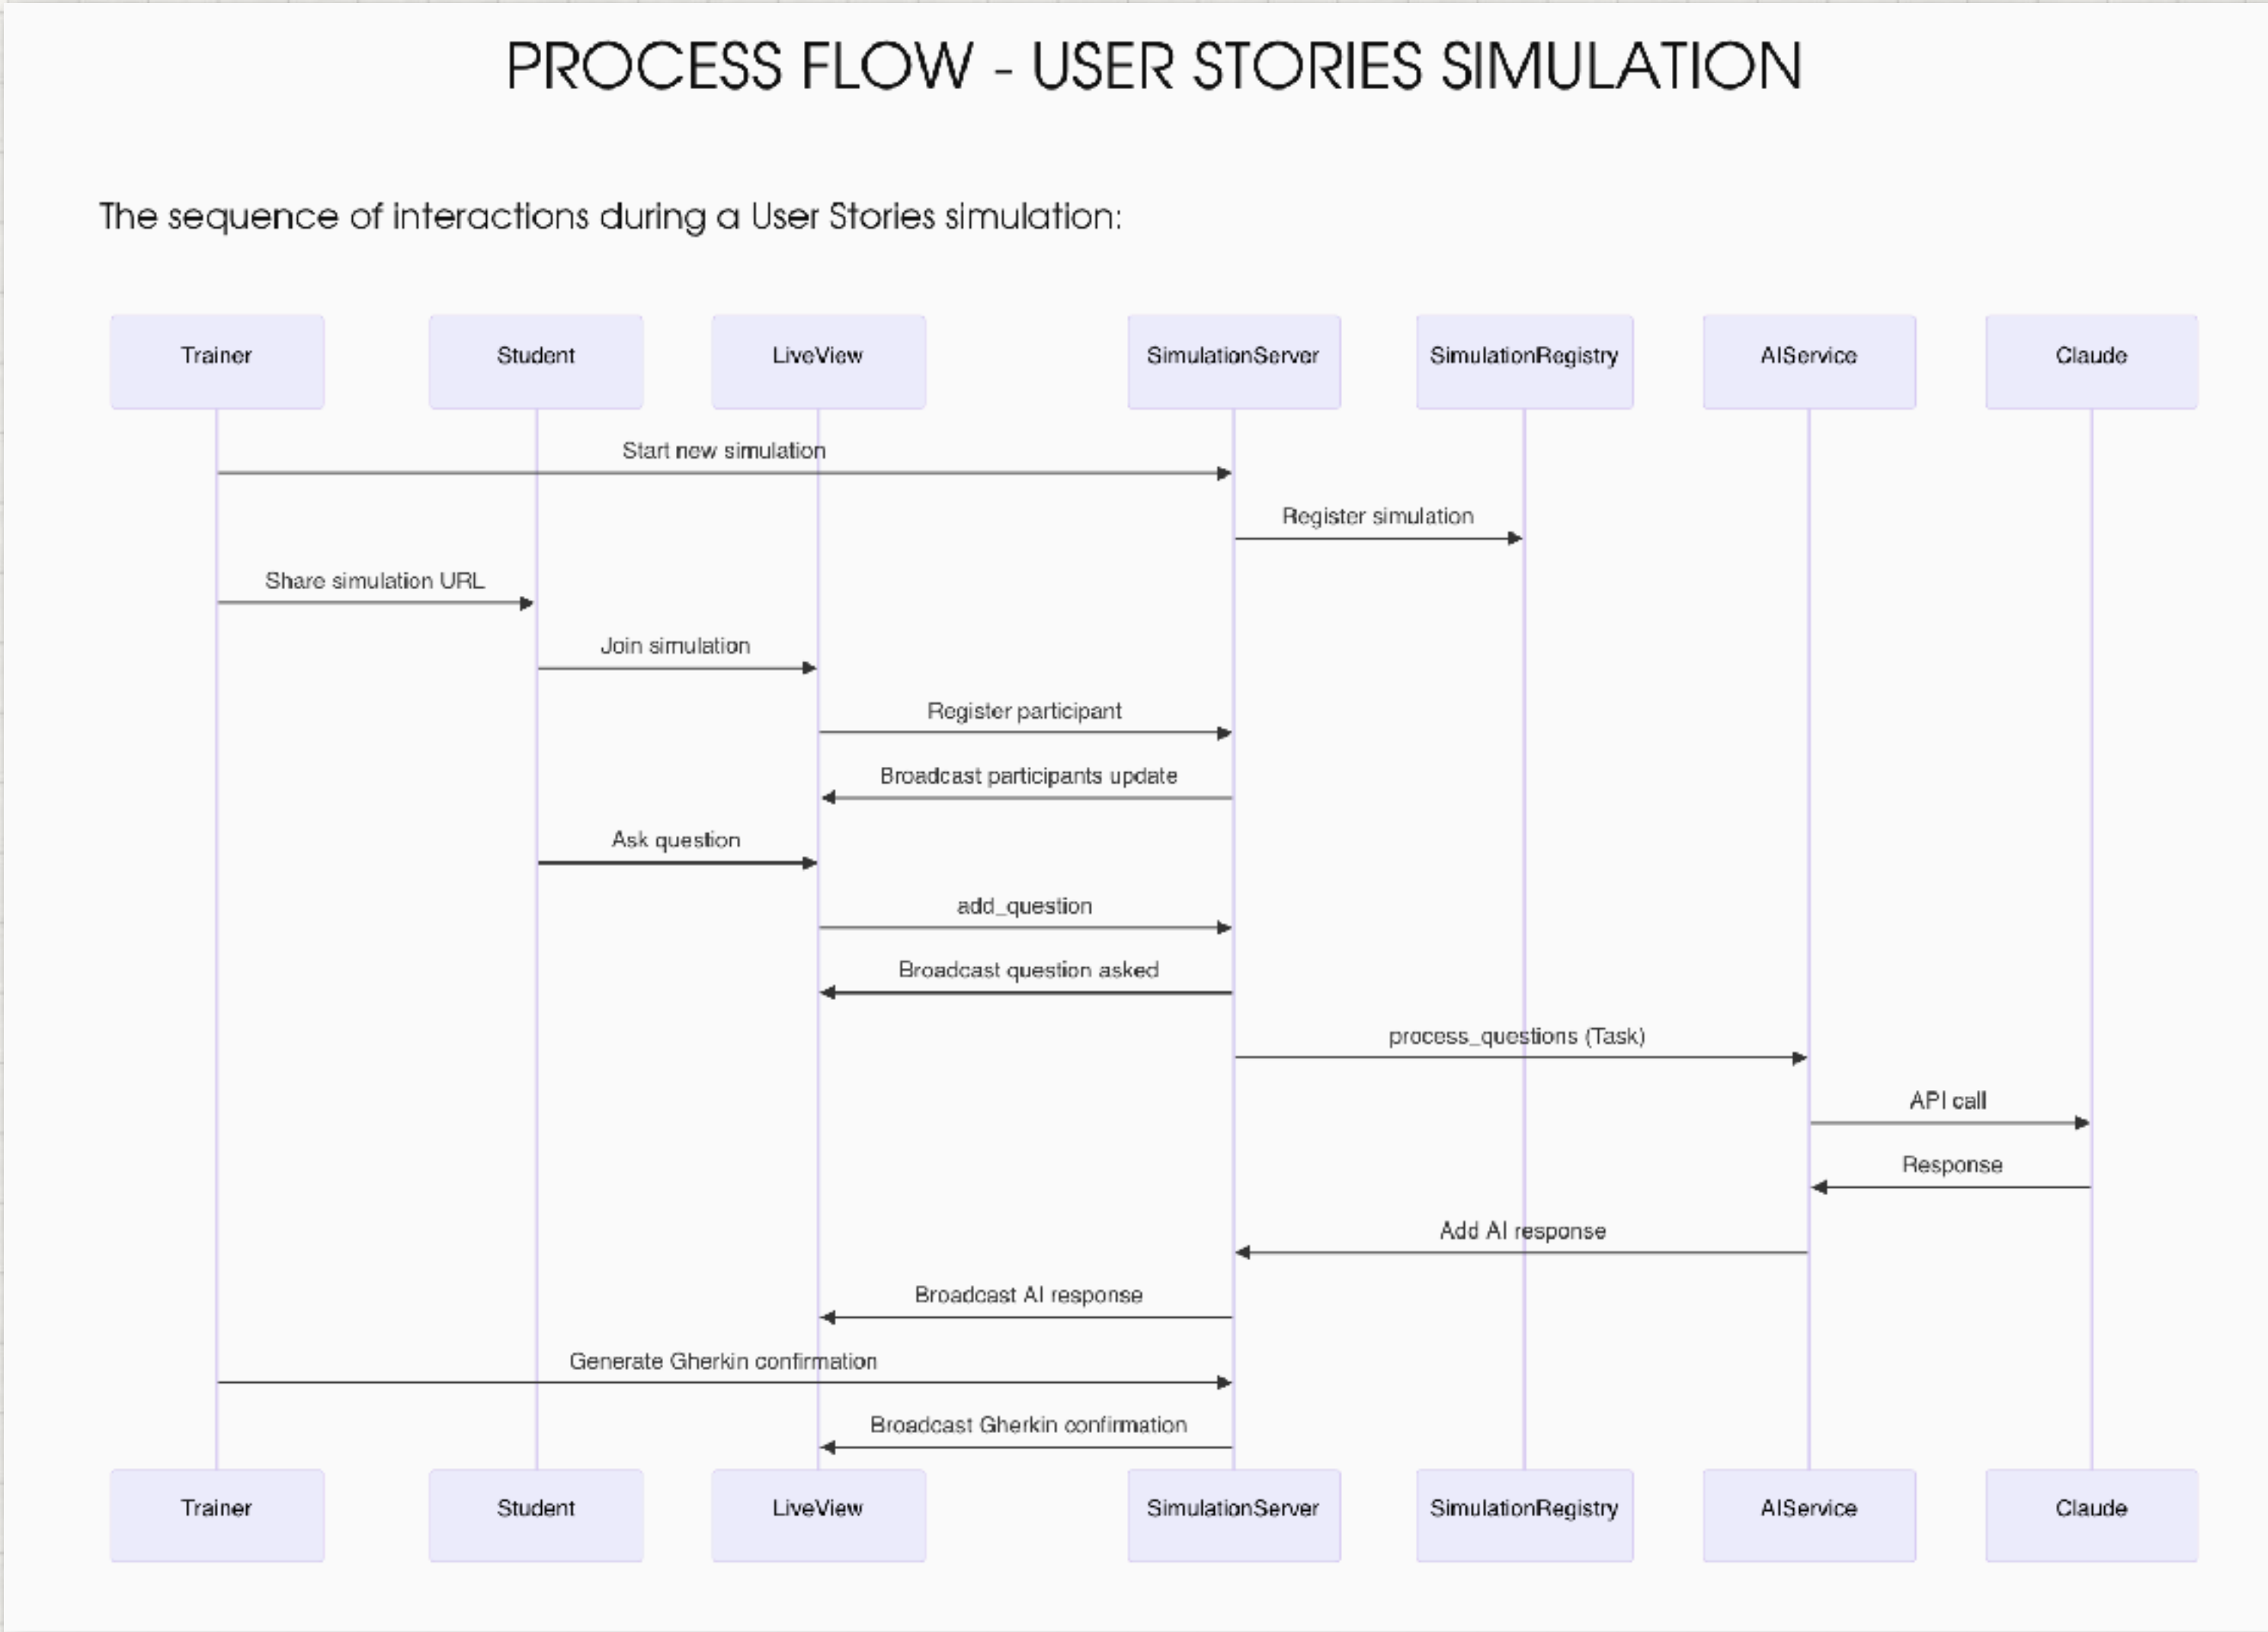 PROCESS FLOW - USER STORIES SIMULATION
The sequence of interactions during a User Stories simulation:
Trainer
Student
LiveView
SimulationServer
SimulationRegistry
AIService
Claude
Start new simulation
Register simulation
Share simulation URL
Join simulation
Register participant
Broadcast participants update
Ask question
add_question
Broadcast question asked
process_questions (Task)
API call
Response
Add AI response
Broadcast AI response
Generate Gherkin confirmation
Broadcast Gherkin confirmation
Trainer
Student
LiveView
SimulationServer
SimulationRegistry
AIService
Claude